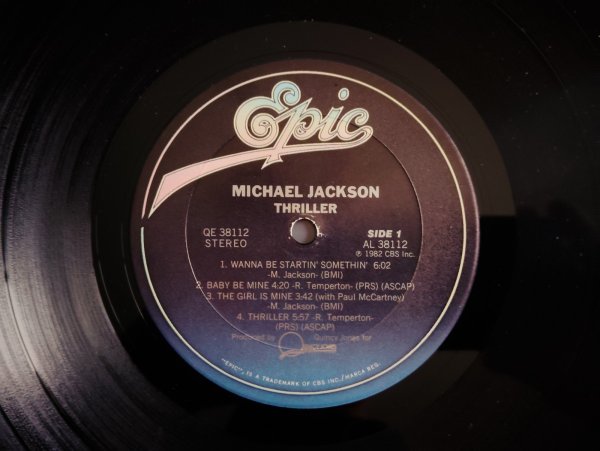 Epic
MICHAEL JACKSON
THRILLER
QE 38112
STEREO
SIDE 1
AL 38112
℗ 1982 CBS Inc.
1. WANNA BE STARTIN' SOMETHIN' 6:02
-M. Jackson- (BMI)
2. BABY BE MINE 4:20 -R. Temperton- (PRS) (ASCAP)
3. THE GIRL IS MINE 3:42 (with Paul McCartney)
-M. Jackson- (BMI)
4. THRILLER 5:57 -R. Temperton-
(PRS) (ASCAP)
Produced by Quincy Jones for
"EPIC", IS A TRADEMARK OF CBS INC./MARCA REG.